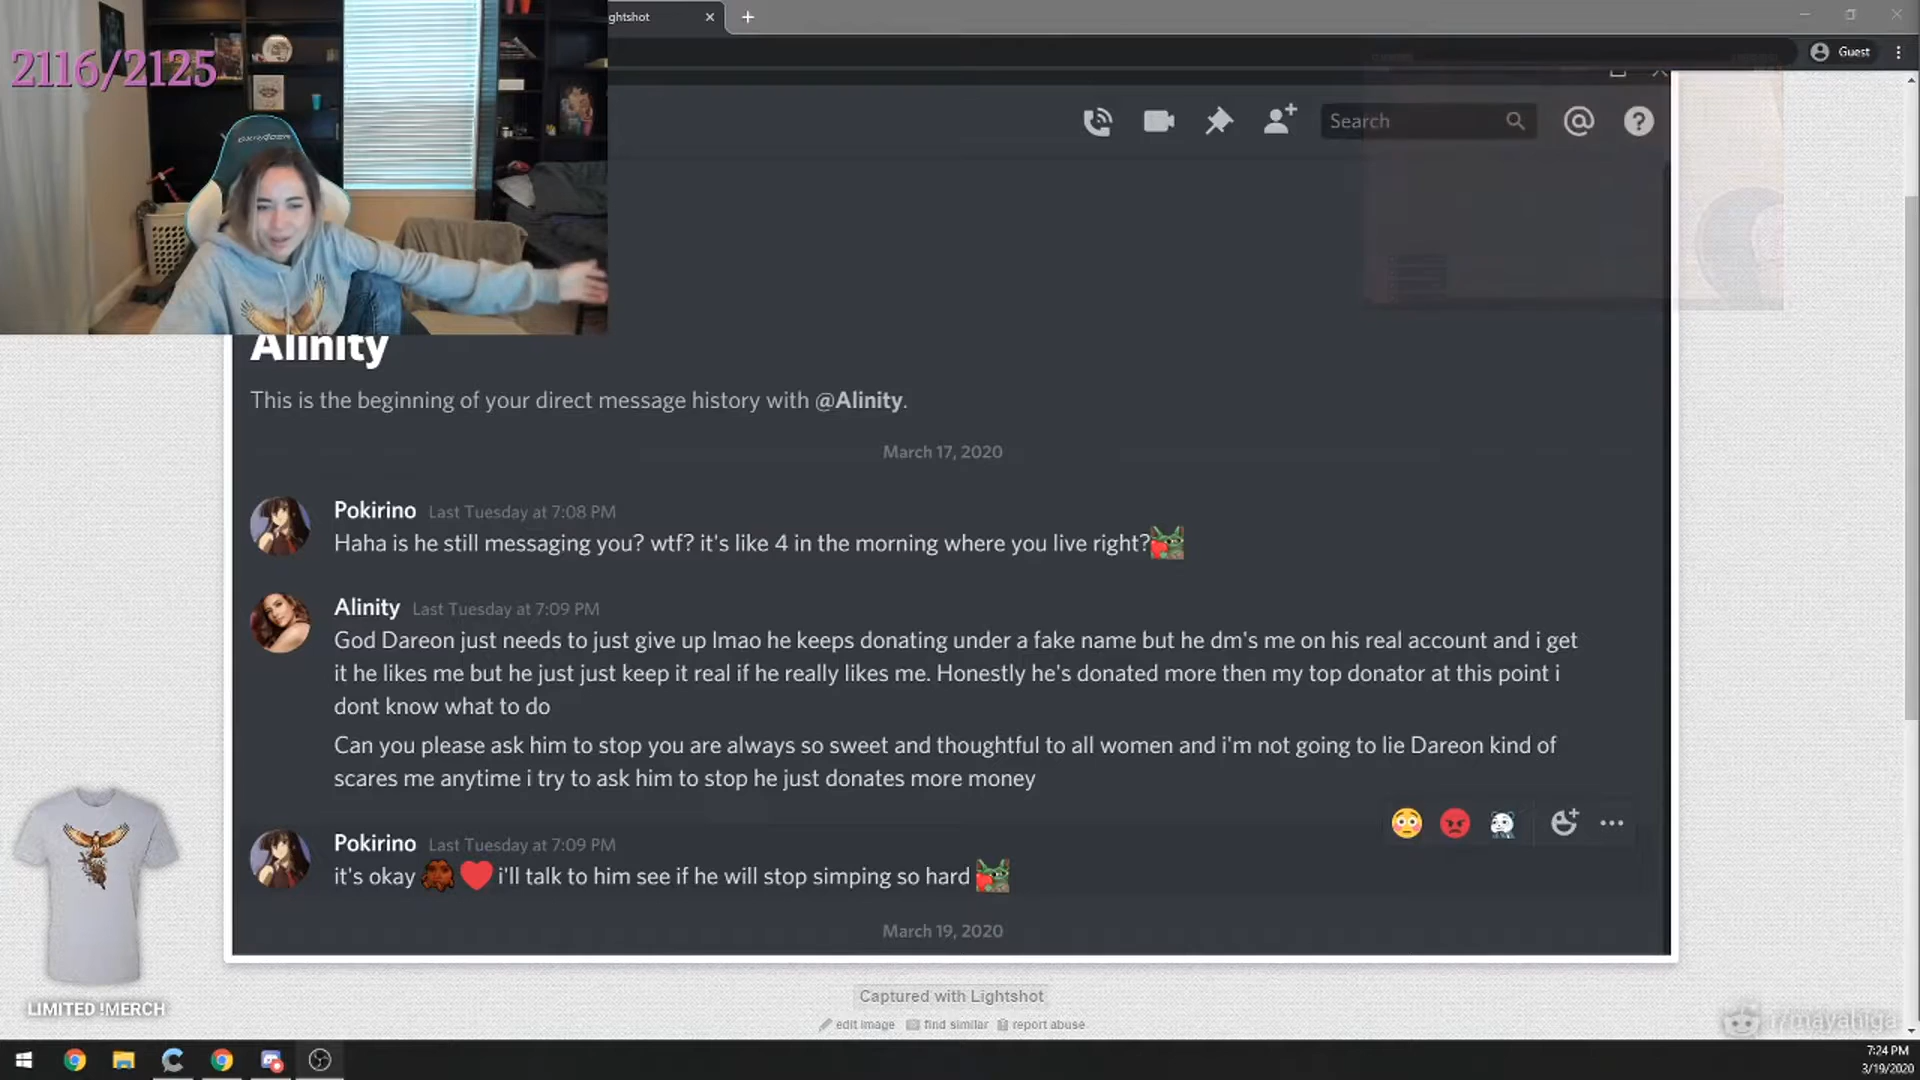 ghtshot
Guest
2116/2125
Search
Alinity
This is the beginning of your direct message history with @Alinity.
March 17, 2020
Pokirino Last Tuesday at 7:08 PM
Haha is he still messaging you? wtf? it's like 4 in the morning where you live right?
Alinity Last Tuesday at 7:09 PM
God Dareon just needs to just give up lmao he keeps donating under a fake name but he dm's me on his real account and i get
it he likes me but he just just keep it real if he really likes me. Honestly he's donated more then my top donator at this point i
dont know what to do
Can you please ask him to stop you are always so sweet and thoughtful to all women and i'm not going to lie Dareon kind of
scares me anytime i try to ask him to stop he just donates more money
Pokirino Last Tuesday at 7:09 PM
it's okay i'll talk to him see if he will stop simping so hard
March 19, 2020
LIMITED !MERCH
Captured with Lightshot
edit image find similar report abuse
r/mayahiga
7:24 PM
3/19/2020